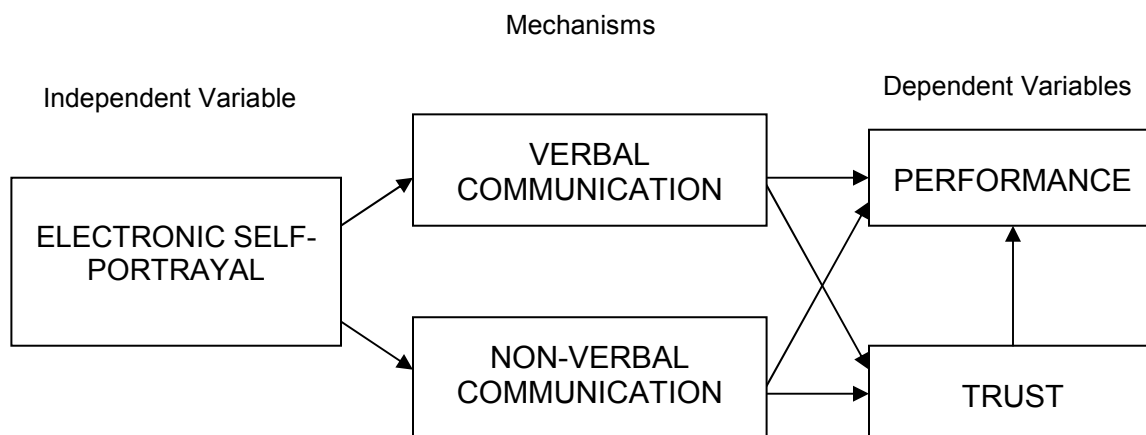 Mechanisms
Independent Variable
Dependent Variables
VERBAL
COMMUNICATION
PERFORMANCE
ELECTRONIC SELF-
PORTRAYAL
NON-VERBAL
COMMUNICATION
TRUST